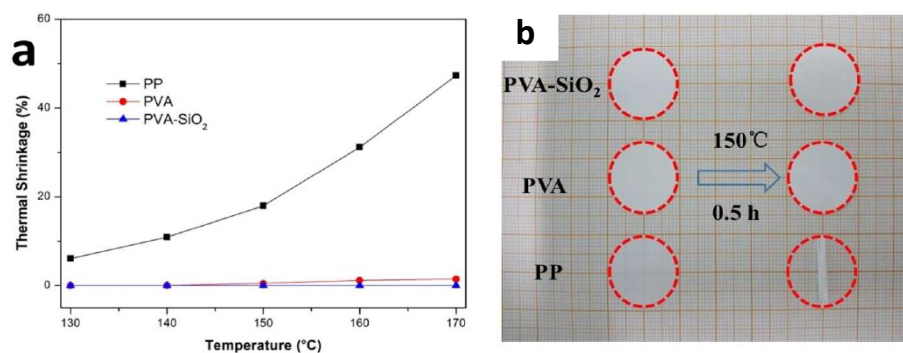 a
60
40
20
0
Thermal Shrinkage (%)
PP
PVA
PVA-SiO₂
130
140
150
160
170
Temperature (°C)
b
PVA-SiO₂
PVA
PP
150℃
0.5 h